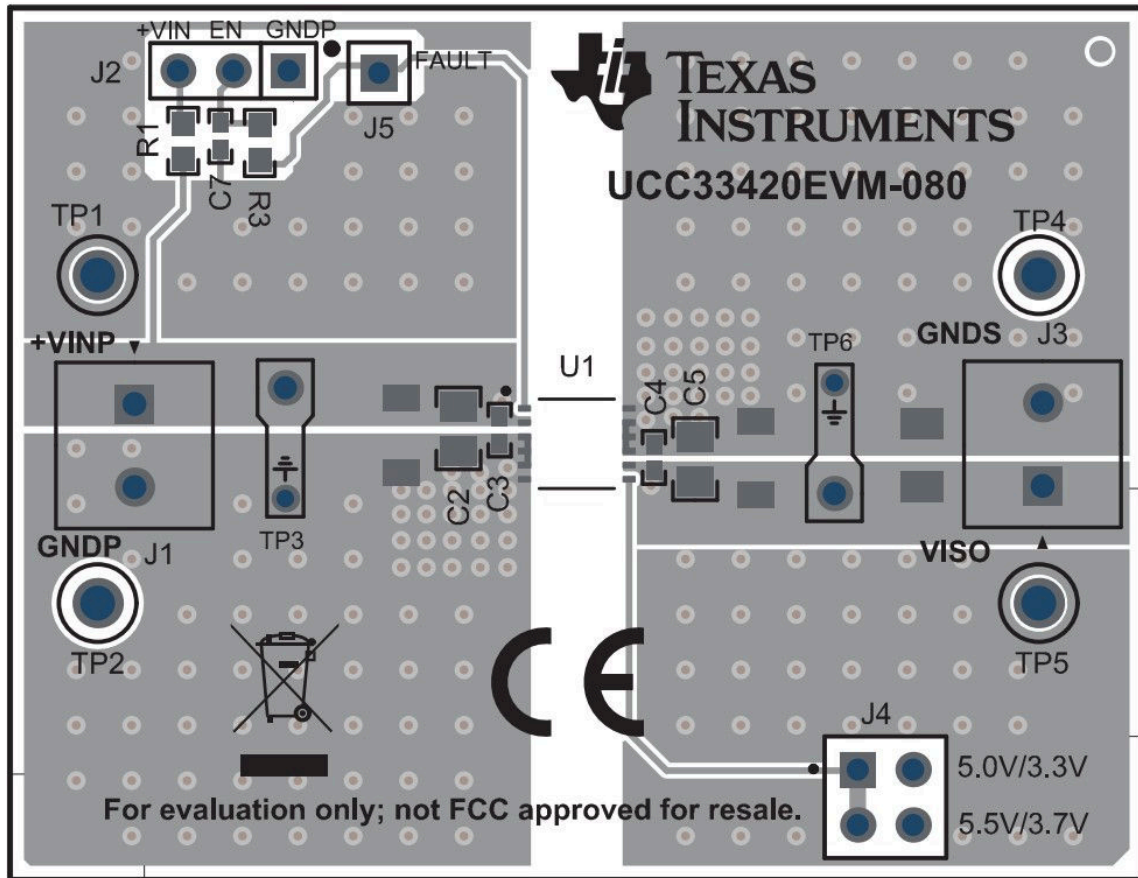 +VIN EN GNDP
J2
FAULT
J5
R1
C7
R3
TEXAS
INSTRUMENTS
UCC33420EVM-080
TP1
TP4
+VINP
GNDS
J3
TP6
U1
C4
C5
C2
C3
TP3
GNDP
J1
VISO
TP2
TP5
J4
5.0V/3.3V
5.5V/3.7V
CE
For evaluation only; not FCC approved for resale.